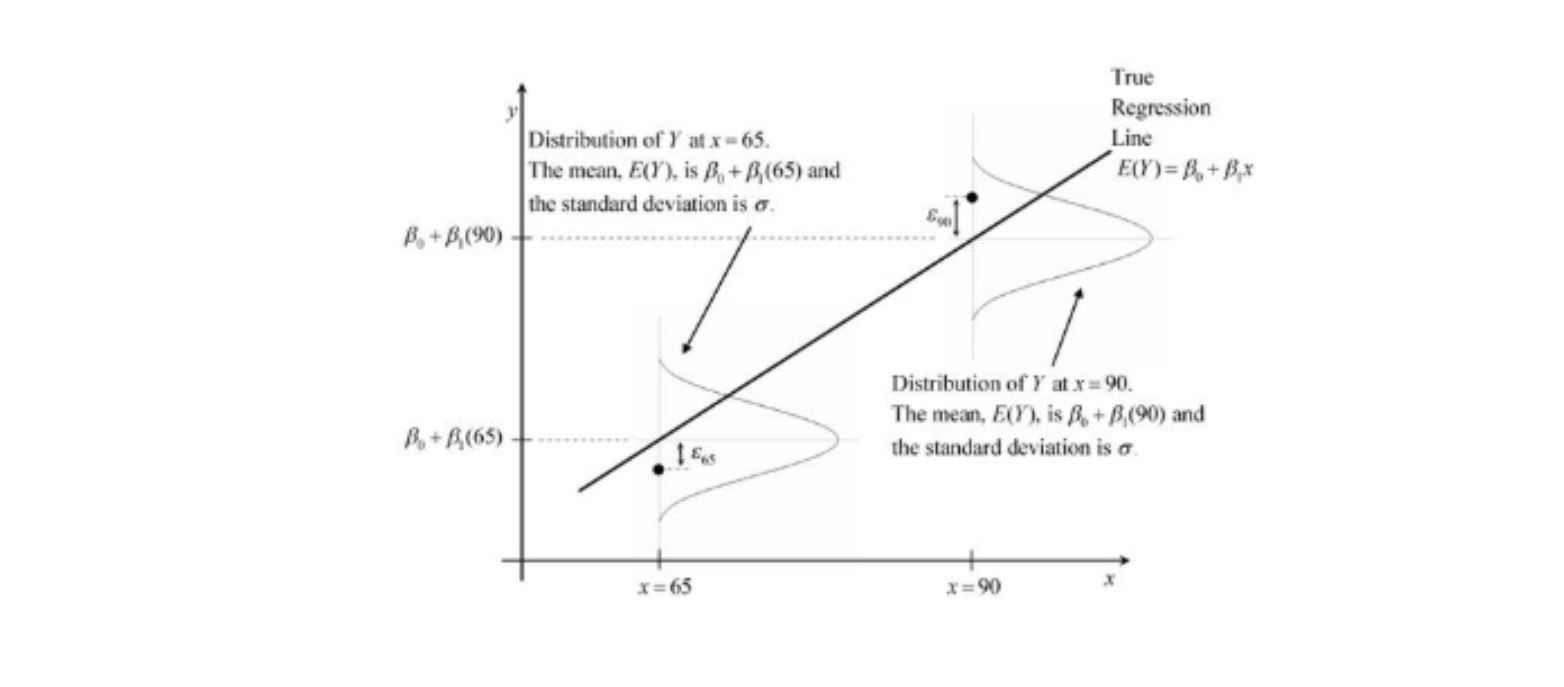 True
Regression
Line
E(Y) = β₀ + β₁x
y
Distribution of Y at x = 65.
The mean, E(Y), is β₀ + β₁(65) and
the standard deviation is σ.
ε₉₀
β₀ + β₁(90)
Distribution of Y at x = 90.
The mean, E(Y), is β₀ + β₁(90) and
the standard deviation is σ.
β₀ + β₁(65)
ε₆₅
x = 65
x = 90
x